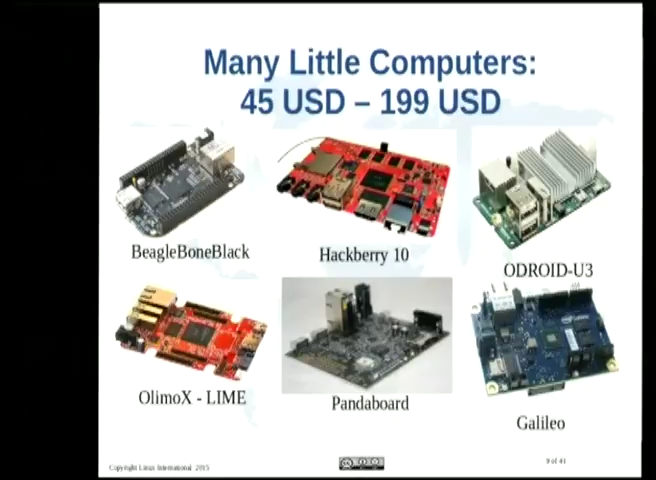 Many Little Computers:
45 USD – 199 USD
BeagleBoneBlack
Hackberry 10
ODROID-U3
OlimoX - LIME
Pandaboard
Galileo
Copyright Linux International 2015
9 of 41